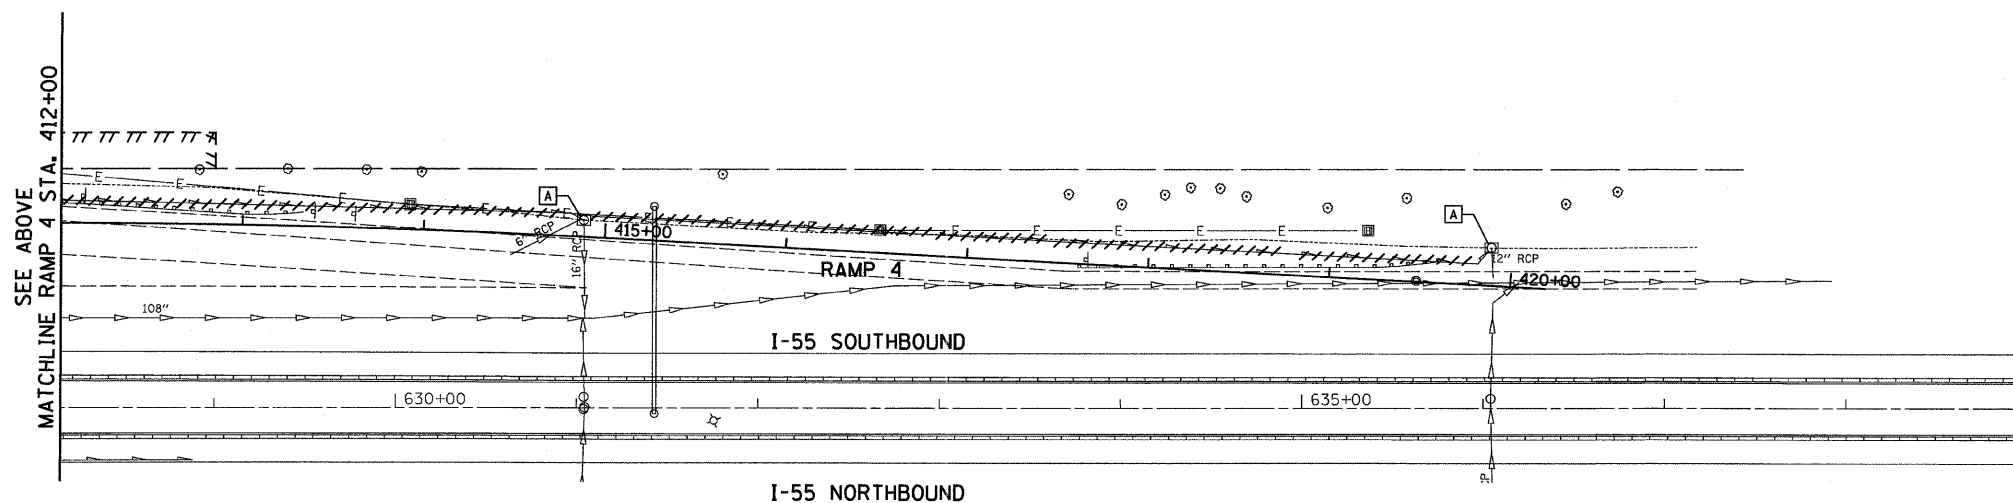 SEE ABOVE
MATCHLINE RAMP 4 STA. 412+00
E E E E E E E E E E E E E
A
A
6" RCP
16" RCP
415+00
RAMP 4
12" RCP
420+00
108"
I-55 SOUTHBOUND
630+00
635+00
I-55 NORTHBOUND